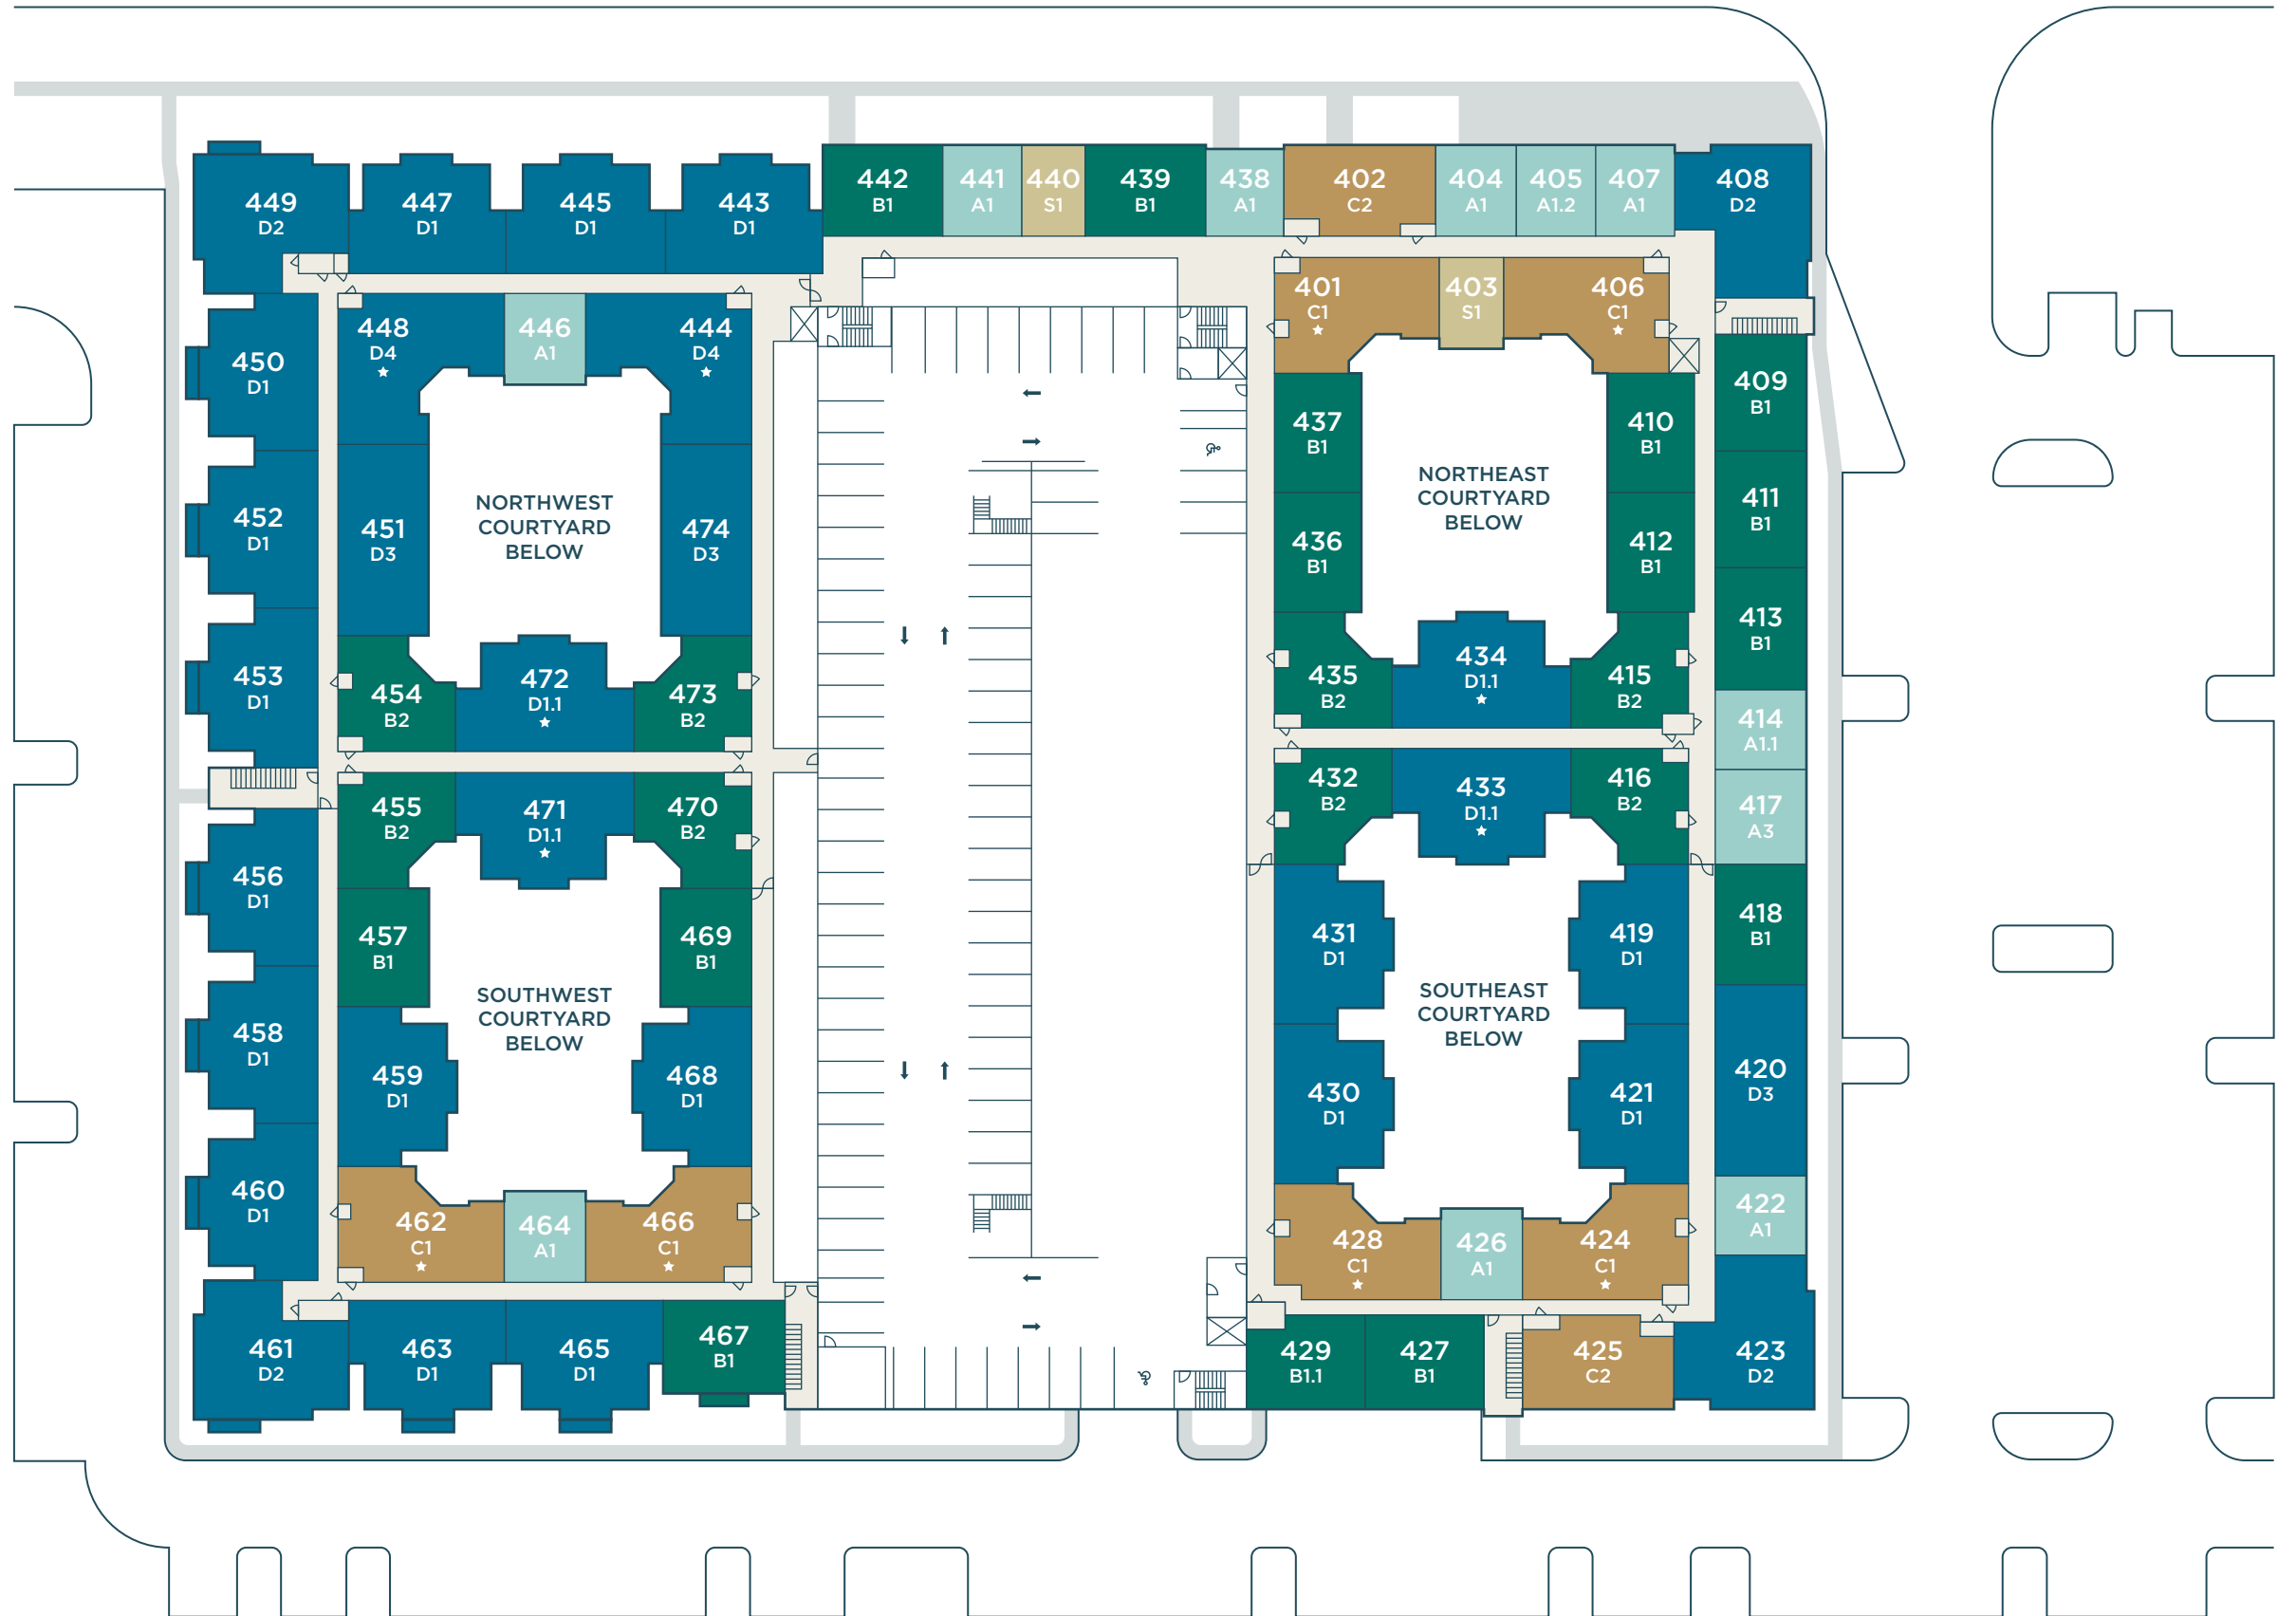 442
B1
441
A1
440
S1
439
B1
438
A1
402
C2
404
A1
405
A1.2
407
A1
408
D2
449
D2
447
D1
445
D1
443
D1
401
C1
403
S1
406
C1
448
D4
446
A1
444
D4
450
D1
409
B1
437
B1
410
B1
NORTHWEST
COURTYARD
BELOW
NORTHEAST
COURTYARD
BELOW
452
D1
451
D3
474
D3
411
B1
436
B1
412
B1
413
B1
453
D1
454
B2
472
D1.1
473
B2
435
B2
434
D1.1
415
B2
414
A1.1
455
B2
471
D1.1
470
B2
432
B2
433
D1.1
416
B2
417
A3
456
D1
457
B1
469
B1
431
D1
419
D1
418
B1
SOUTHWEST
COURTYARD
BELOW
SOUTHEAST
COURTYARD
BELOW
458
D1
459
D1
468
D1
430
D1
421
D1
420
D3
460
D1
462
C1
464
A1
466
C1
428
C1
426
A1
424
C1
422
A1
461
D2
463
D1
465
D1
467
B1
429
B1.1
427
B1
425
C2
423
D2